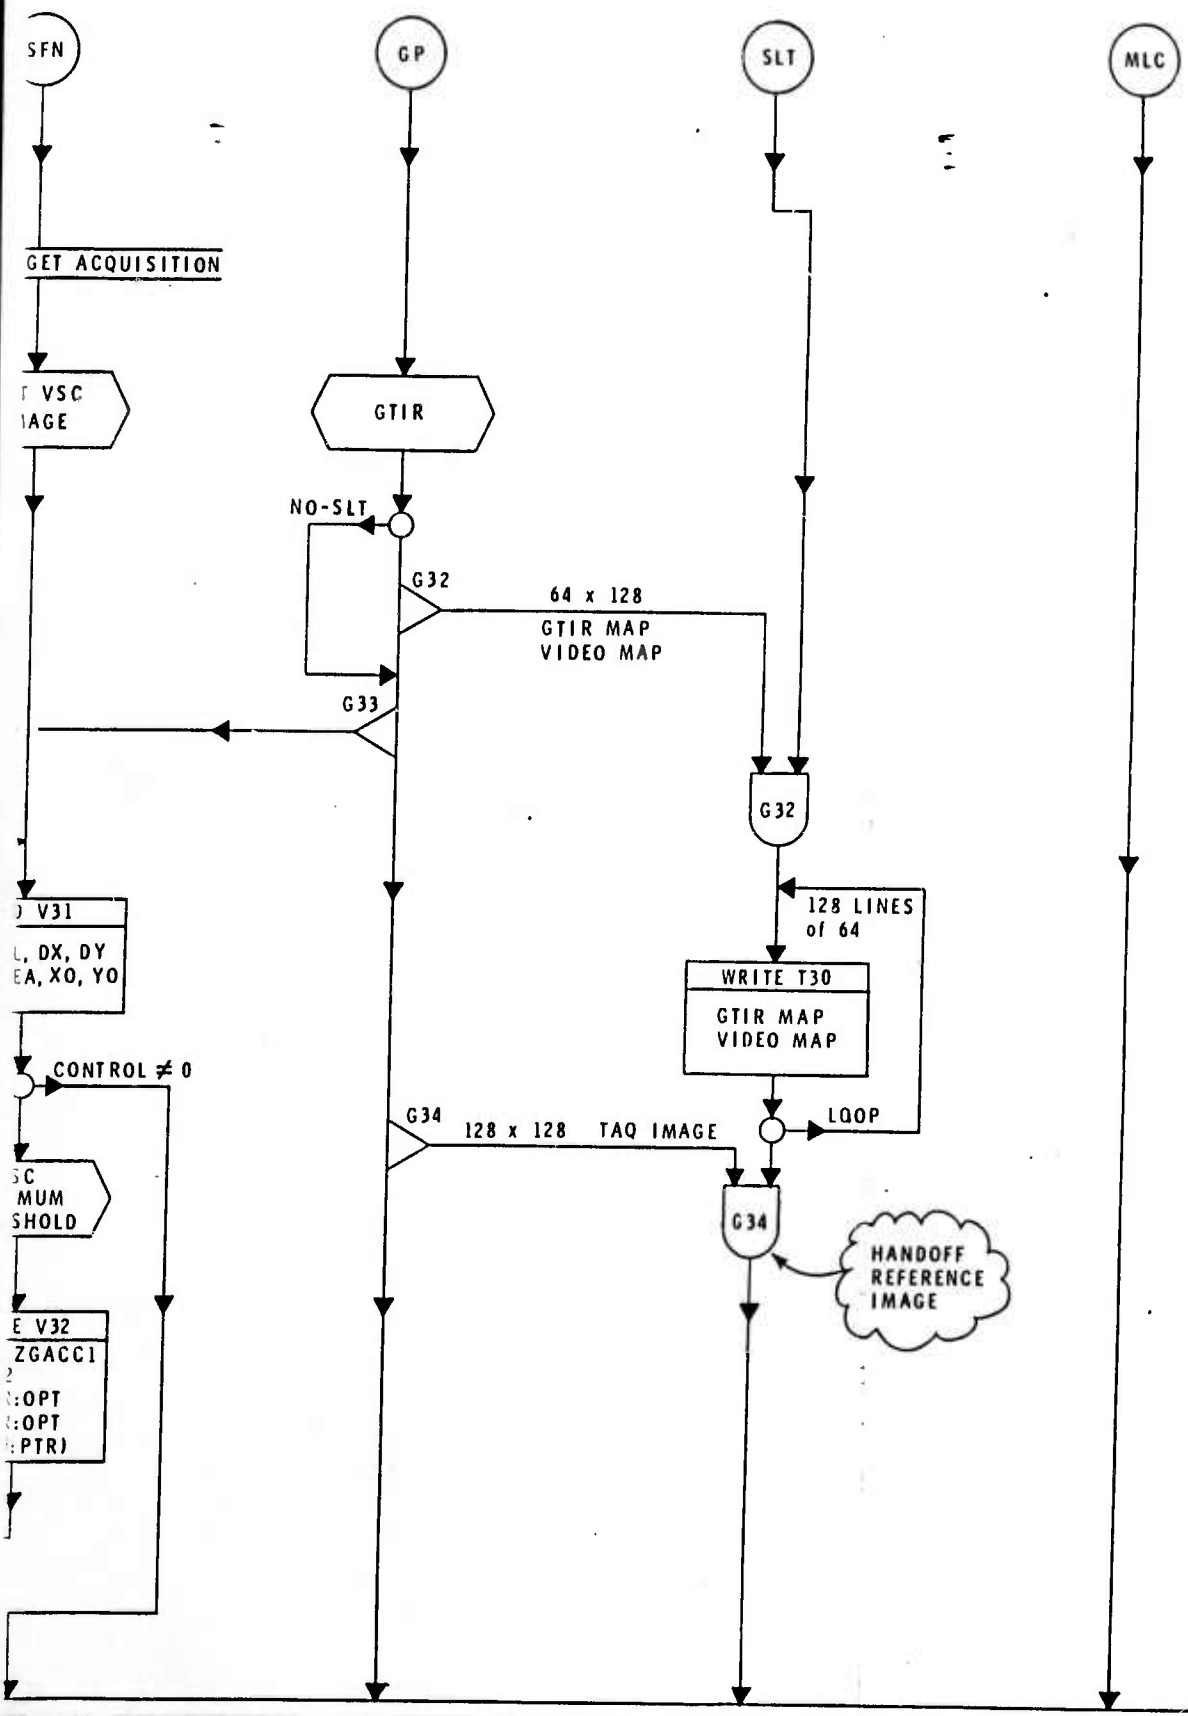 SFN
GP
SLT
MLC
GET ACQUISITION
VSC
GTIR
NO-SLT
G32
64 x 128
GTIR MAP
VIDEO MAP
G33
G32
128 LINES
of 64
V31
DX, DY
XO, YO
WRITE T30
GTIR MAP
VIDEO MAP
CONTROL ≠ 0
LOOP
G34
128 x 128 TAQ IMAGE
G34
HANDOFF
REFERENCE
IMAGE
SC
MUM
SHOLD
E V32
ZGACC1
2
:OPT
:OPT
:PTR)